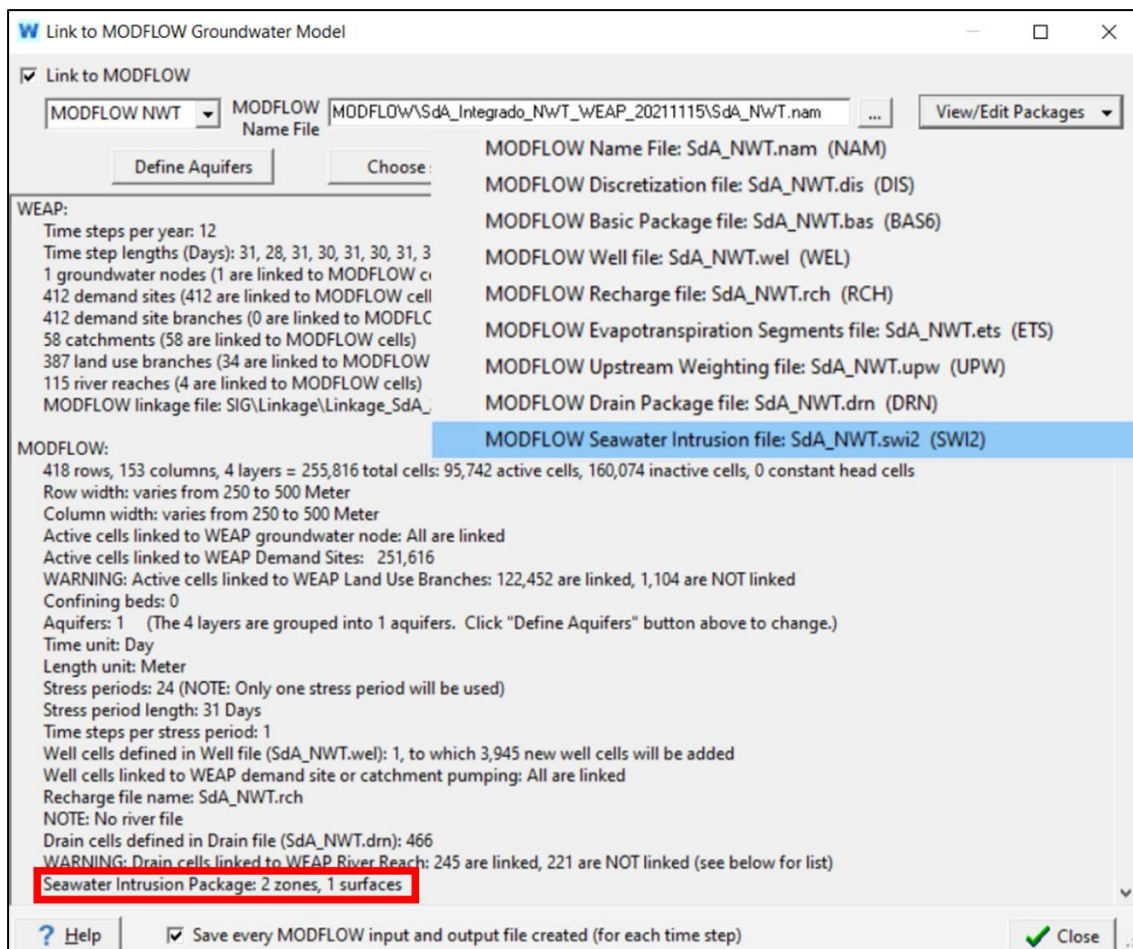 Link to MODFLOW Groundwater Model
Link to MODFLOW
MODFLOW NWT
MODFLOW Name File
MODFLOW\SdA_Integrado_NWT_WEAP_20211115\SdA_NWT.nam
...
View/Edit Packages
Define Aquifers
Choose
MODFLOW Name File: SdA_NWT.nam (NAM)
MODFLOW Discretization file: SdA_NWT.dis (DIS)
MODFLOW Basic Package file: SdA_NWT.bas (BAS6)
MODFLOW Well file: SdA_NWT.wel (WEL)
MODFLOW Recharge file: SdA_NWT.rch (RCH)
MODFLOW Evapotranspiration Segments file: SdA_NWT.ets (ETS)
MODFLOW Upstream Weighting file: SdA_NWT.upw (UPW)
MODFLOW Drain Package file: SdA_NWT.drn (DRN)
MODFLOW Seawater Intrusion file: SdA_NWT.swi2 (SWI2)
WEAP:
Time steps per year: 12
Time step lengths (Days): 31, 28, 31, 30, 31, 30, 31, 3
1 groundwater nodes (1 are linked to MODFLOW ce
412 demand sites (412 are linked to MODFLOW cell
412 demand site branches (0 are linked to MODFLC
58 catchments (58 are linked to MODFLOW cells)
387 land use branches (34 are linked to MODFLOW
115 river reaches (4 are linked to MODFLOW cells)
MODFLOW linkage file: SIG\Linkage\Linkage_SdA_
MODFLOW:
418 rows, 153 columns, 4 layers = 255,816 total cells: 95,742 active cells, 160,074 inactive cells, 0 constant head cells
Row width: varies from 250 to 500 Meter
Column width: varies from 250 to 500 Meter
Active cells linked to WEAP groundwater node: All are linked
Active cells linked to WEAP Demand Sites: 251,616
WARNING: Active cells linked to WEAP Land Use Branches: 122,452 are linked, 1,104 are NOT linked
Confining beds: 0
Aquifers: 1 (The 4 layers are grouped into 1 aquifers. Click "Define Aquifers" button above to change.)
Time unit: Day
Length unit: Meter
Stress periods: 24 (NOTE: Only one stress period will be used)
Stress period length: 31 Days
Time steps per stress period: 1
Well cells defined in Well file (SdA_NWT.wel): 1, to which 3,945 new well cells will be added
Well cells linked to WEAP demand site or catchment pumping: All are linked
Recharge file name: SdA_NWT.rch
NOTE: No river file
Drain cells defined in Drain file (SdA_NWT.drn): 466
WARNING: Drain cells linked to WEAP River Reach: 245 are linked, 221 are NOT linked (see below for list)
Seawater Intrusion Package: 2 zones, 1 surfaces
? Help
Save every MODFLOW input and output file created (for each time step)
Close